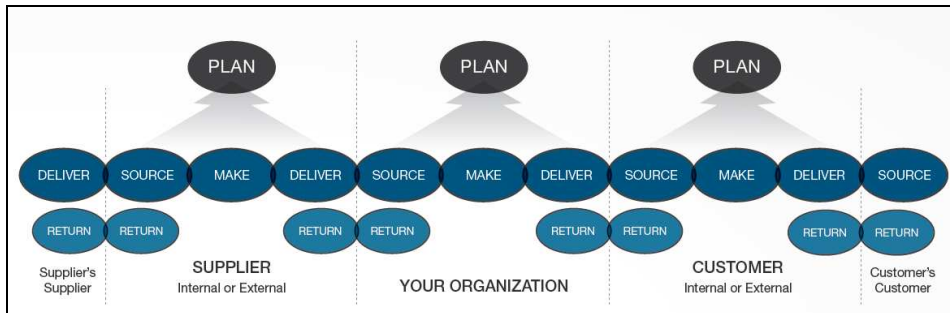 PLAN PLAN PLAN
DELIVER SOURCE MAKE DELIVER SOURCE MAKE DELIVER SOURCE MAKE DELIVER SOURCE
RETURN RETURN RETURN RETURN RETURN RETURN RETURN RETURN
Supplier's
Supplier
SUPPLIER
Internal or External
YOUR ORGANIZATION
CUSTOMER
Internal or External
Customer's
Customer